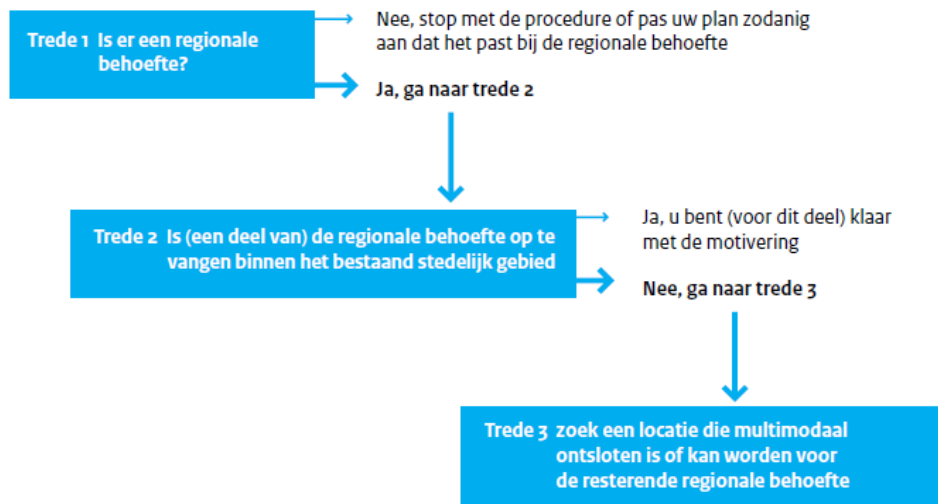 Trede 1 Is er een regionale
behoefte?
Nee, stop met de procedure of pas uw plan zodanig
aan dat het past bij de regionale behoefte
Ja, ga naar trede 2
Trede 2 Is (een deel van) de regionale behoefte op te
vangen binnen het bestaand stedelijk gebied
Ja, u bent (voor dit deel) klaar
met de motivering
Nee, ga naar trede 3
Trede 3 zoek een locatie die multimodaal
ontsloten is of kan worden voor
de resterende regionale behoefte